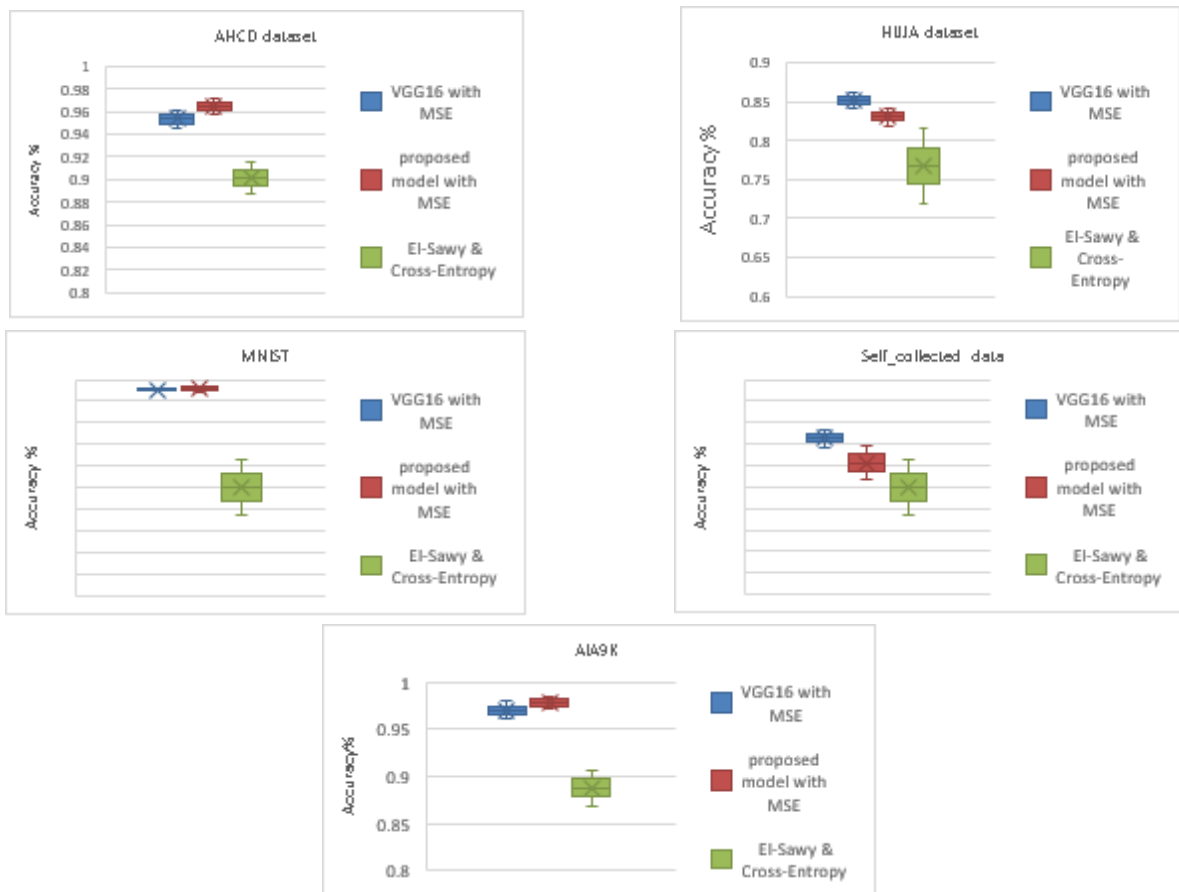 AHCD dataset
1
0.98
0.96
0.94
0.92
0.9
0.88
0.86
0.84
0.82
0.8
Accuracy %
VGG16 with
MSE
proposed
model with
MSE
El-Sawy &
Cross-Entropy
HIJJA dataset
0.9
0.85
0.8
0.75
0.7
0.65
0.6
Accuracy %
VGG16 with
MSE
proposed
model with
MSE
El-Sawy &
Cross-
Entropy
MNIST
Accuracy %
VGG16 with
MSE
proposed
model with
MSE
El-Sawy &
Cross-Entropy
Self_collected data
Accuracy %
VGG16 with
MSE
proposed
model with
MSE
El-Sawy &
Cross-Entropy
AIA9K
1
0.95
0.9
0.85
0.8
Accuracy%
VGG16 with
MSE
proposed
model with
MSE
El-Sawy &
Cross-Entropy